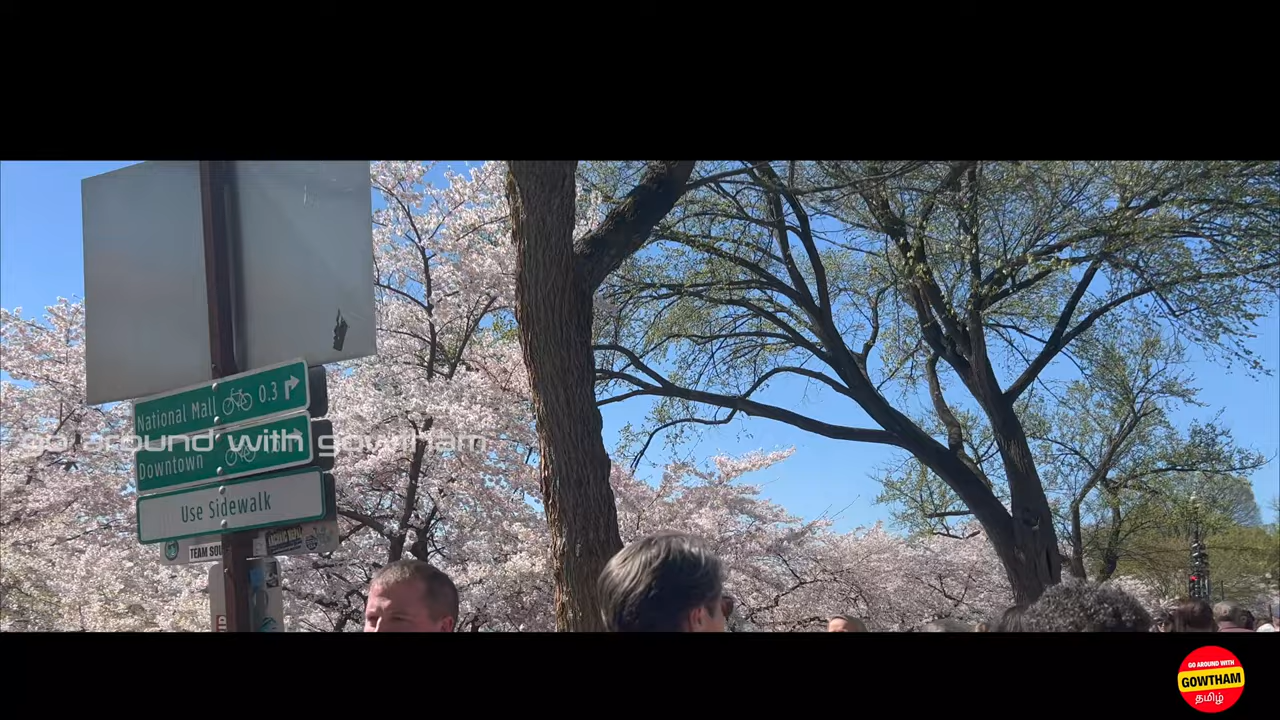 National Mall 0.3
go around with gowtham
Downtown
Use Sidewalk
TEAM
GO AROUND WITH
GOWTHAM
தமிழ்